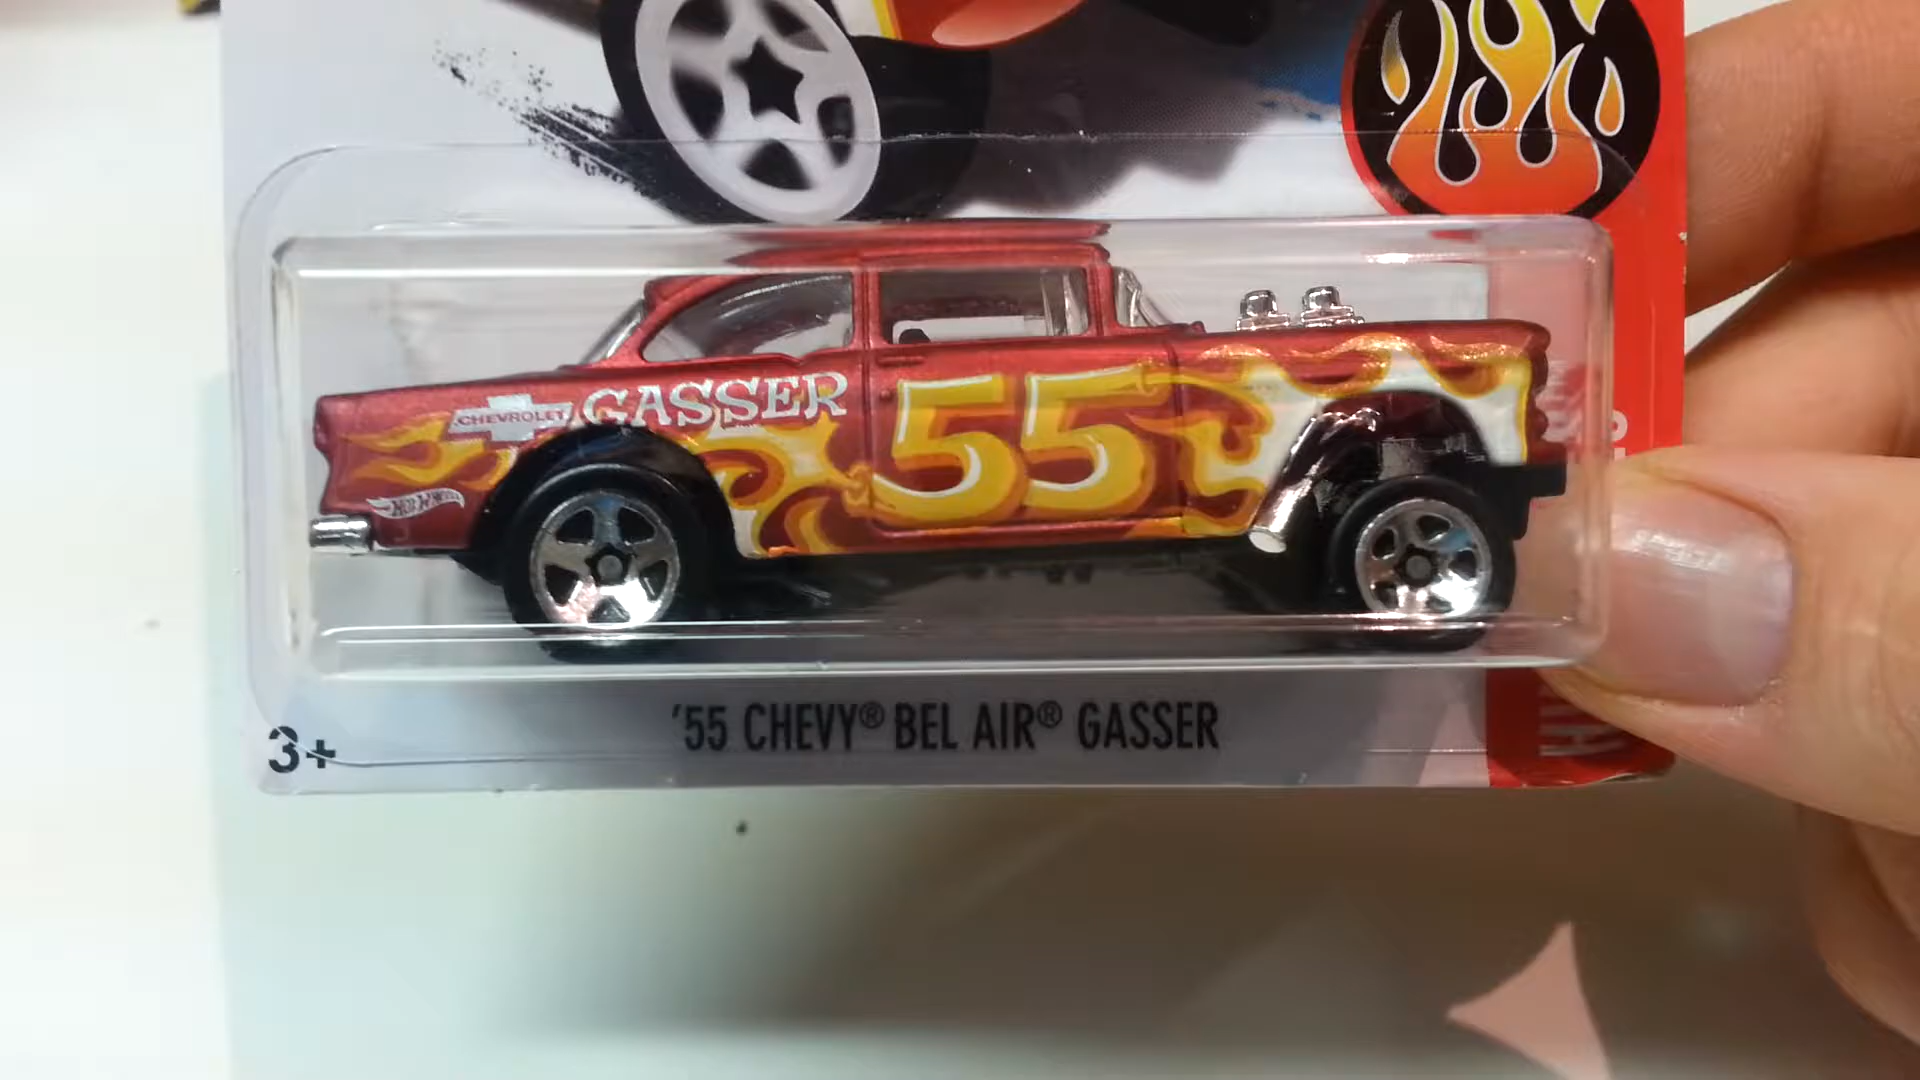 CHEVROLET
GASSER
55
HOT WHEELS
3+
'55 CHEVY® BEL AIR® GASSER